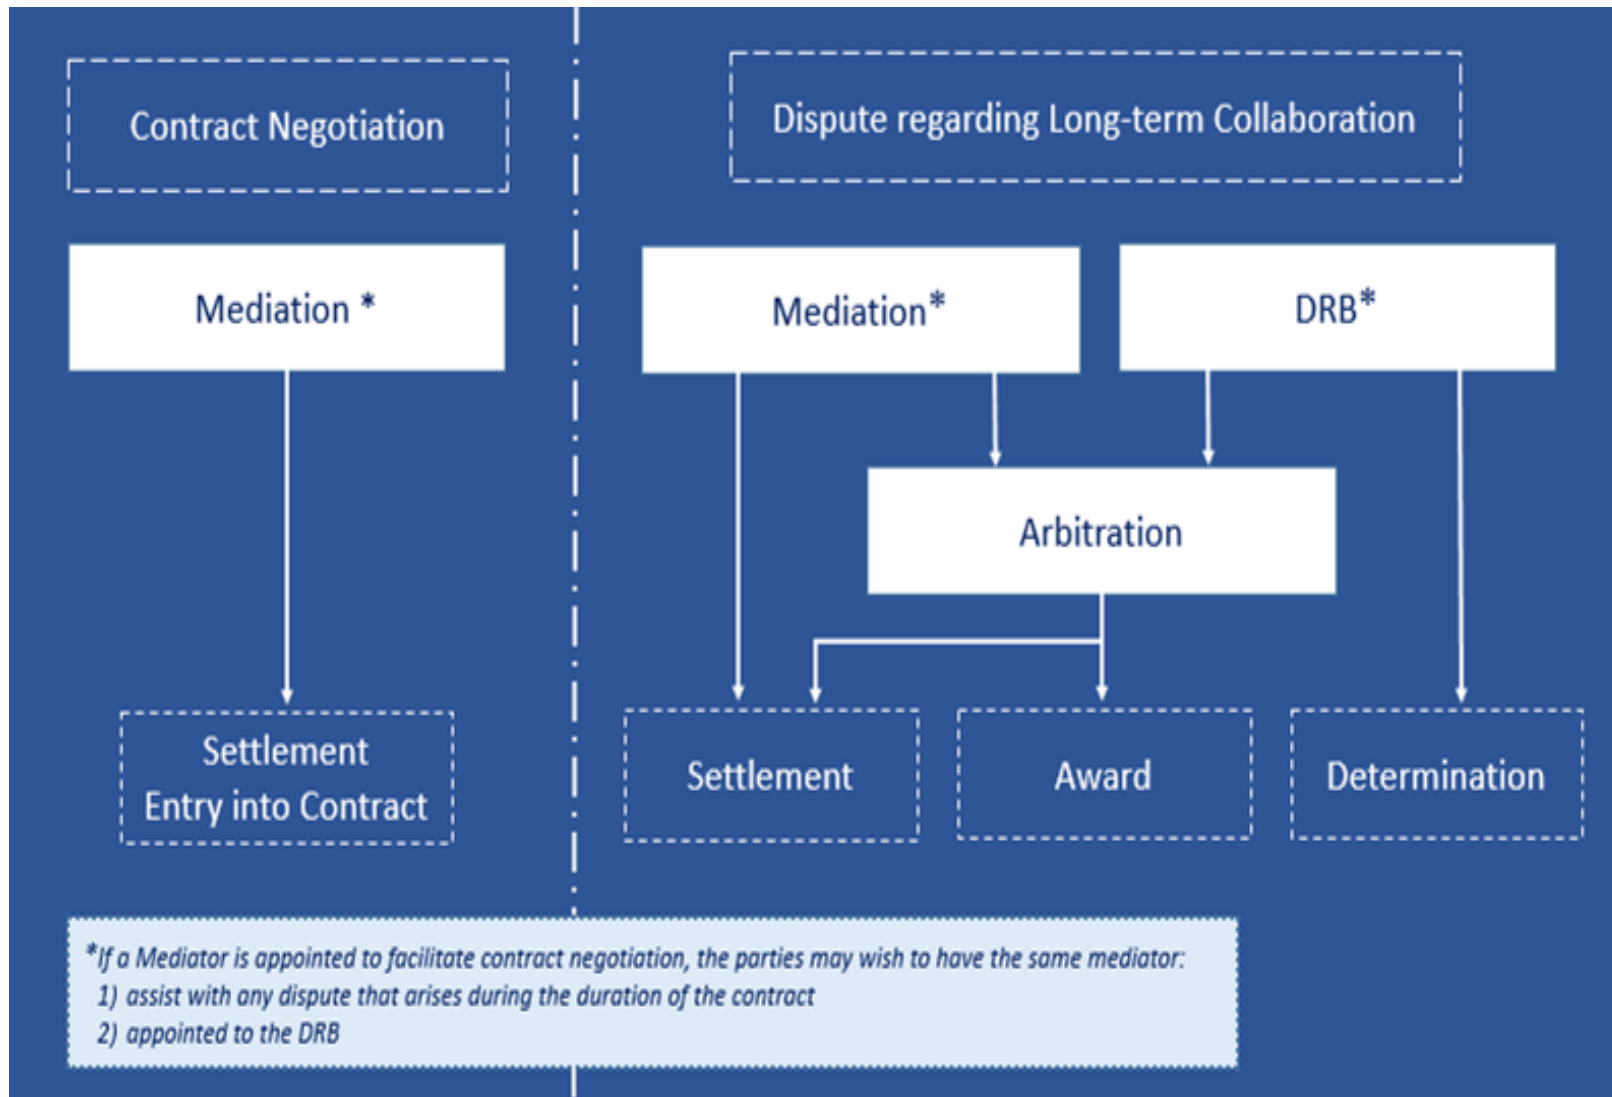 Contract Negotiation
Dispute regarding Long-term Collaboration
Mediation *
Mediation*
DRB*
Arbitration
Settlement
Entry into Contract
Settlement
Award
Determination
*If a Mediator is appointed to facilitate contract negotiation, the parties may wish to have the same mediator:
1) assist with any dispute that arises during the duration of the contract
2) appointed to the DRB